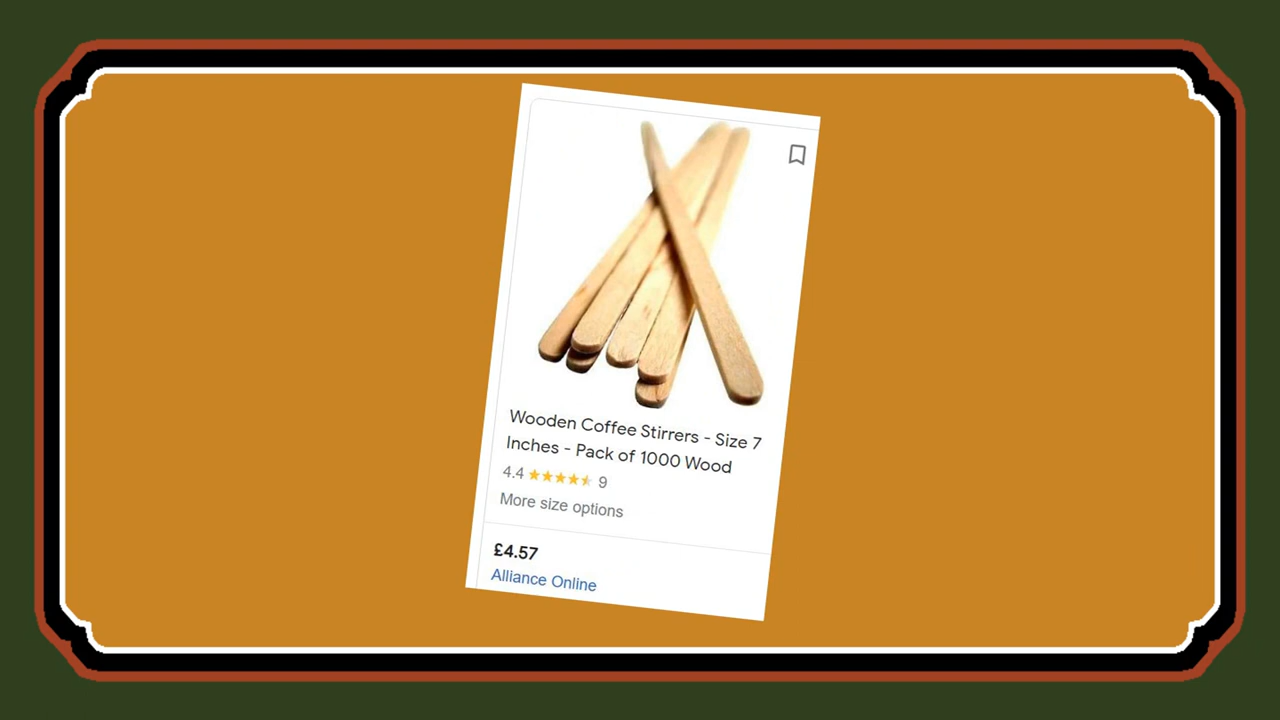 Wooden Coffee Stirrers - Size 7
Inches - Pack of 1000 Wood
4.4 9
More size options
£4.57
Alliance Online